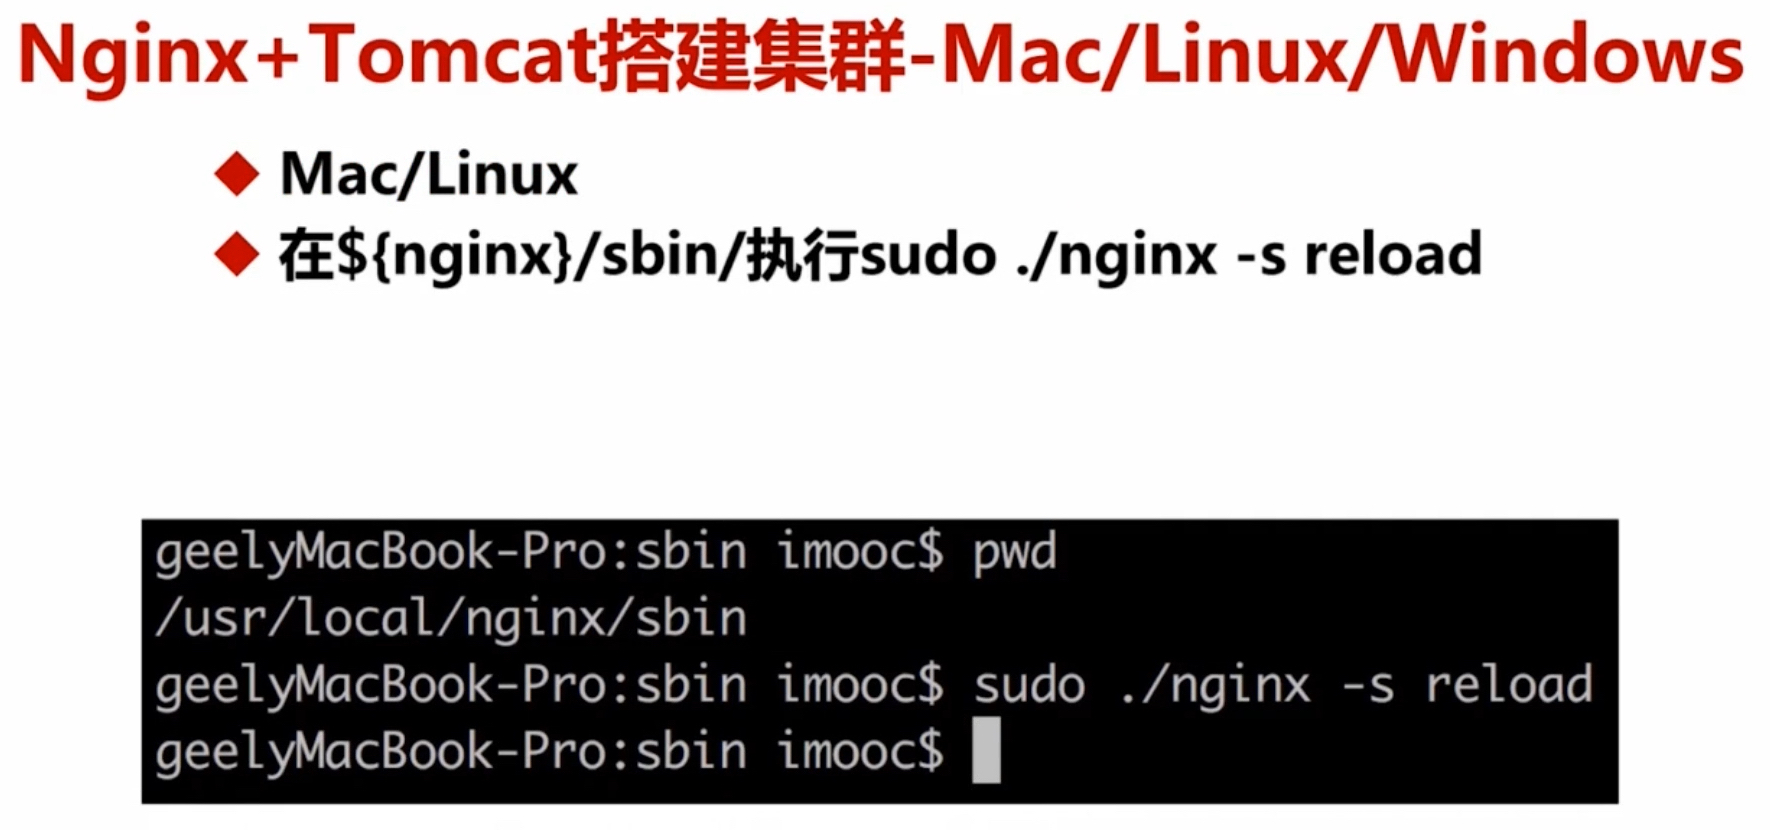 Nginx+Tomcat搭建集群-Mac/Linux/Windows
Mac/Linux
在${nginx}/sbin/执行sudo ./nginx -s reload
geelyMacBook-Pro:sbin imooc$ pwd
/usr/local/nginx/sbin
geelyMacBook-Pro:sbin imooc$ sudo ./nginx -s reload
geelyMacBook-Pro:sbin imooc$